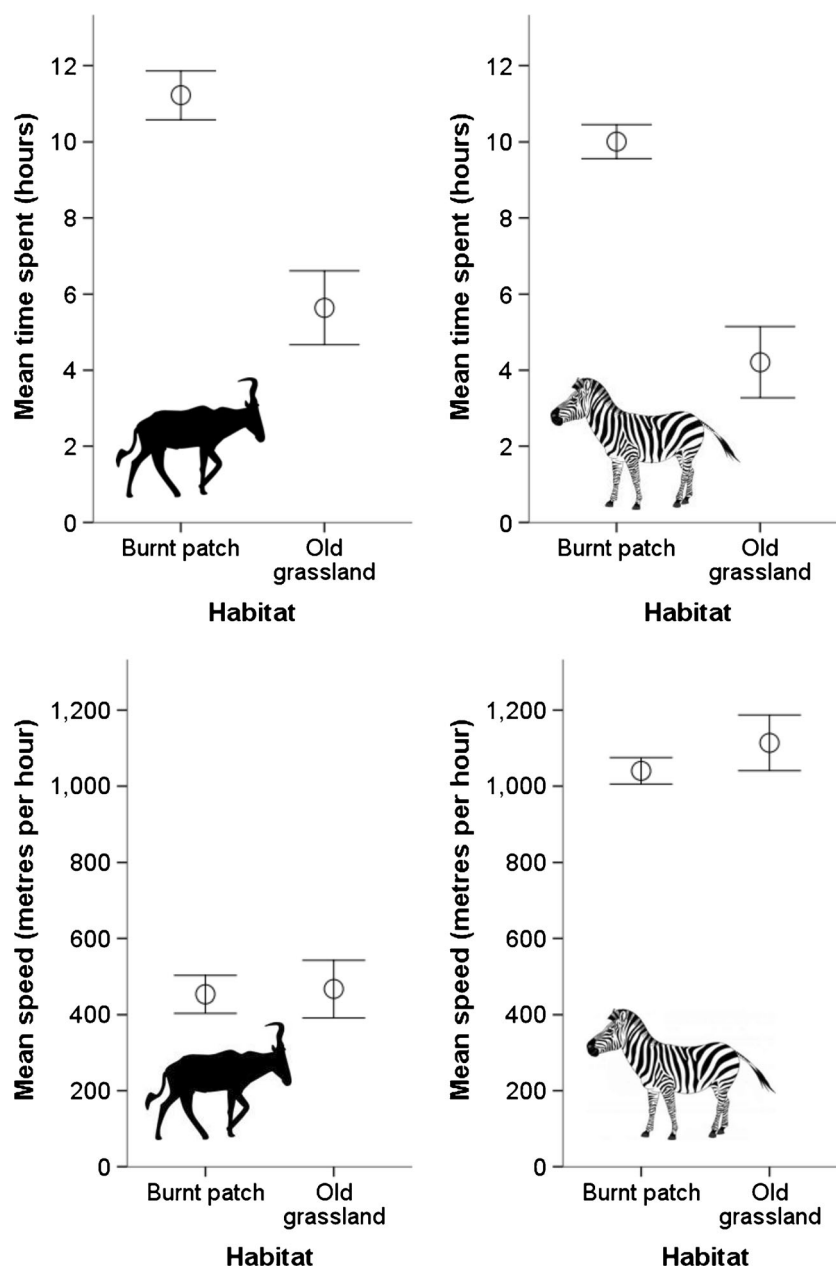 Mean time spent (hours)
12
10
8
6
4
2
0
Burnt patch
Old
grassland
Habitat
Mean time spent (hours)
12
10
8
6
4
2
0
Burnt patch
Old
grassland
Habitat
Mean speed (metres per hour)
1,200
1,000
800
600
400
200
0
Burnt patch
Old
grassland
Habitat
Mean speed (metres per hour)
1,200
1,000
800
600
400
200
0
Burnt patch
Old
grassland
Habitat